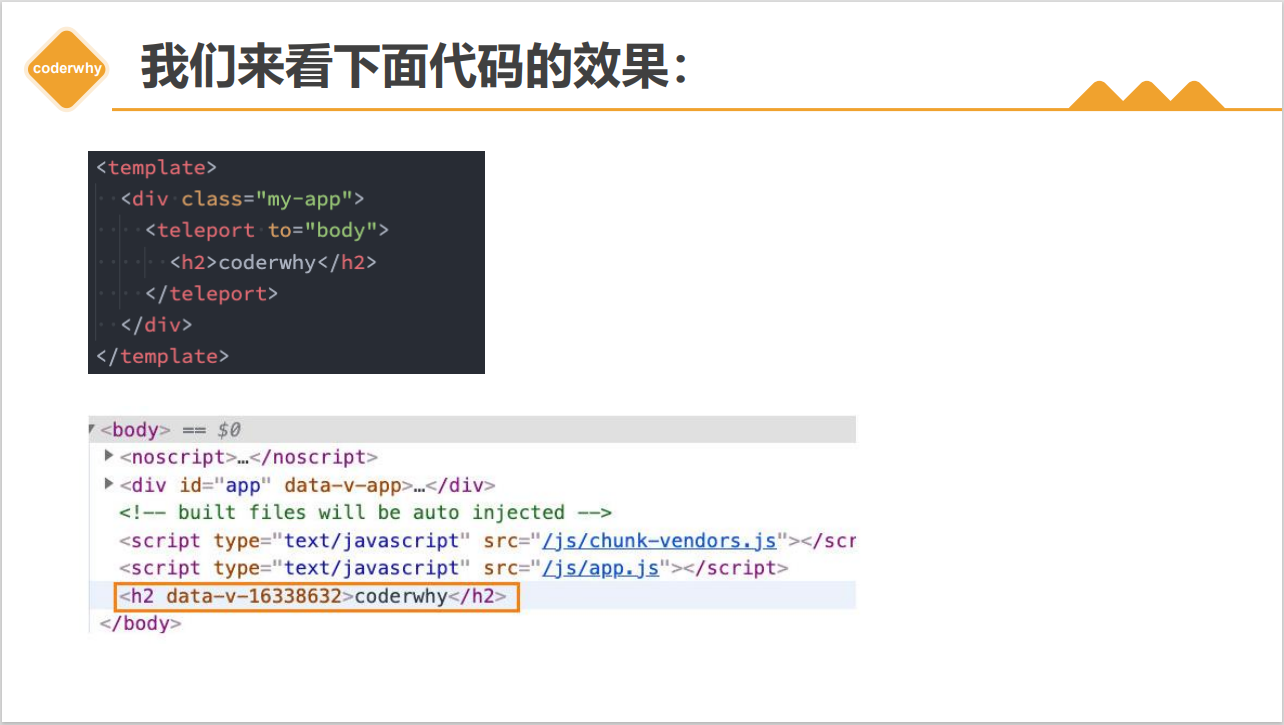 coderwhy
我们来看下面代码的效果：
<template>
<div class="my-app">
<teleport to="body">
<h2>coderwhy</h2>
</teleport>
</div>
</template>
<body> == $0
<noscript>…</noscript>
<div id="app" data-v-app>…</div>
<!-- built files will be auto injected -->
<script type="text/javascript" src="/js/chunk-vendors.js"></scr
<script type="text/javascript" src="/js/app.js"></script>
<h2 data-v-16338632>coderwhy</h2>
</body>